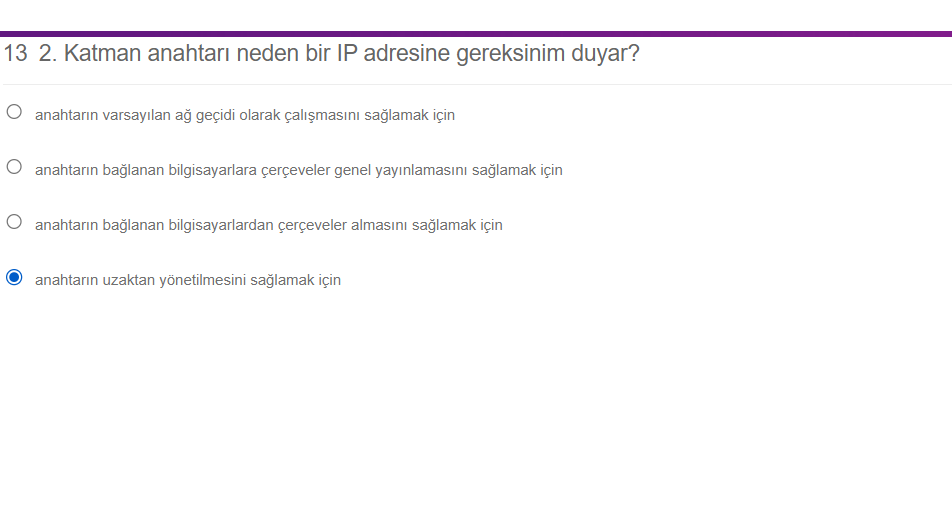 13 2. Katman anahtarı neden bir IP adresine gereksinim duyar?
anahtarın varsayılan ağ geçidi olarak çalışmasını sağlamak için
anahtarın bağlanan bilgisayarlara çerçeveler genel yayınlamasını sağlamak için
anahtarın bağlanan bilgisayarlardan çerçeveler almasını sağlamak için
anahtarın uzaktan yönetilmesini sağlamak için